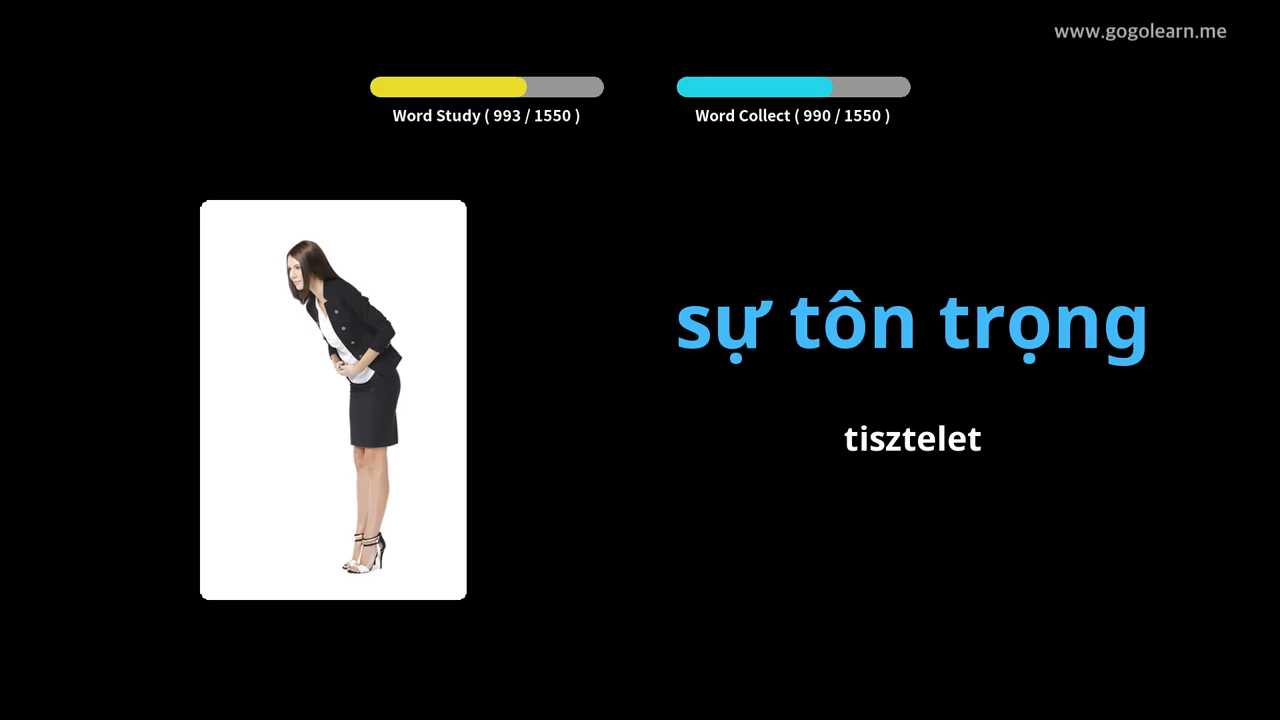 www.gogolearn.me
Word Study ( 993 / 1550 )
Word Collect ( 990 / 1550 )
sự tôn trọng
tisztelet